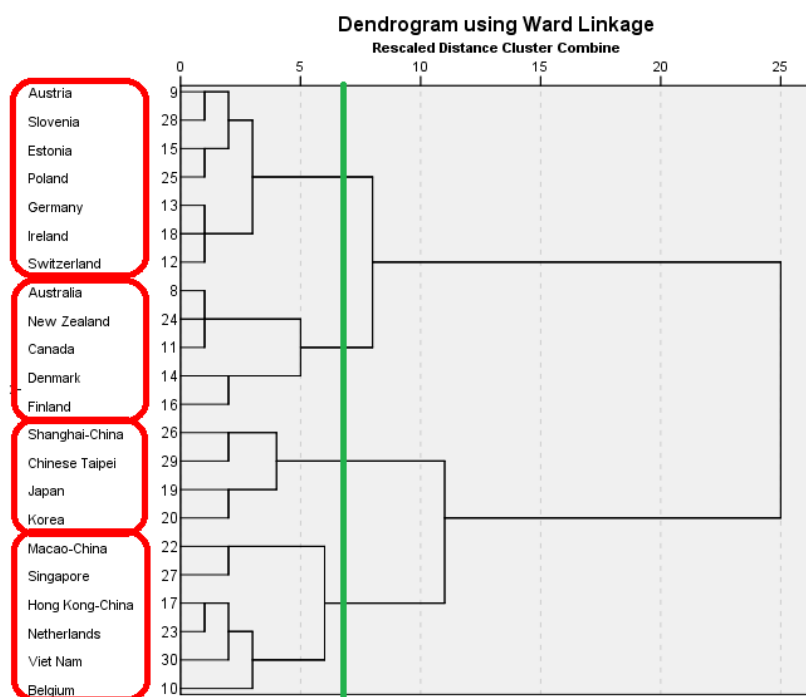 Dendrogram using Ward Linkage
Rescaled Distance Cluster Combine
0 5 10 15 20 25
Austria 9
Slovenia 28
Estonia 15
Poland 25
Germany 13
Ireland 18
Switzerland 12
Australia 8
New Zealand 24
Canada 11
Denmark 14
Finland 16
Shanghai-China 26
Chinese Taipei 29
Japan 19
Korea 20
Macao-China 22
Singapore 27
Hong Kong-China 17
Netherlands 23
Viet Nam 30
Belgium 10